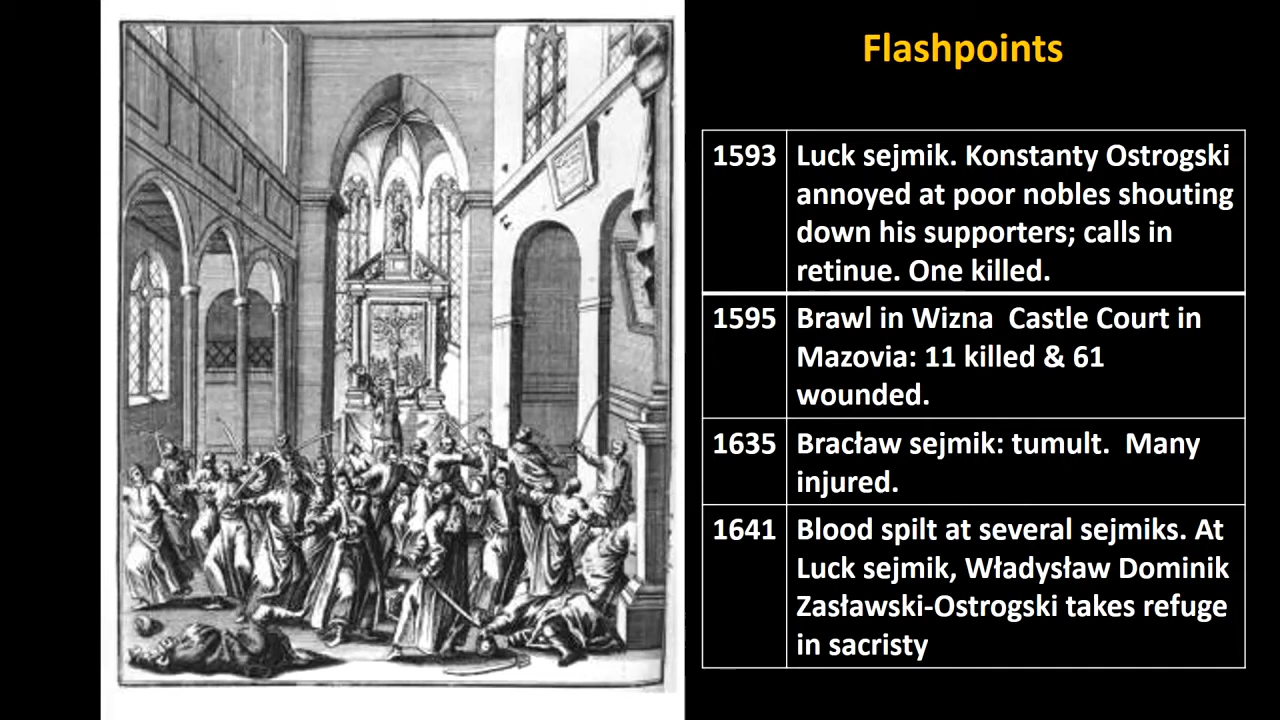 Flashpoints
1593
Luck sejmik. Konstanty Ostrogski
annoyed at poor nobles shouting
down his supporters; calls in
retinue. One killed.
1595
Brawl in Wizna  Castle Court in
Mazovia: 11 killed & 61
wounded.
1635
Bracław sejmik: tumult.  Many
injured.
1641
Blood spilt at several sejmiks. At
Luck sejmik, Władysław Dominik
Zasławski-Ostrogski takes refuge
in sacristy